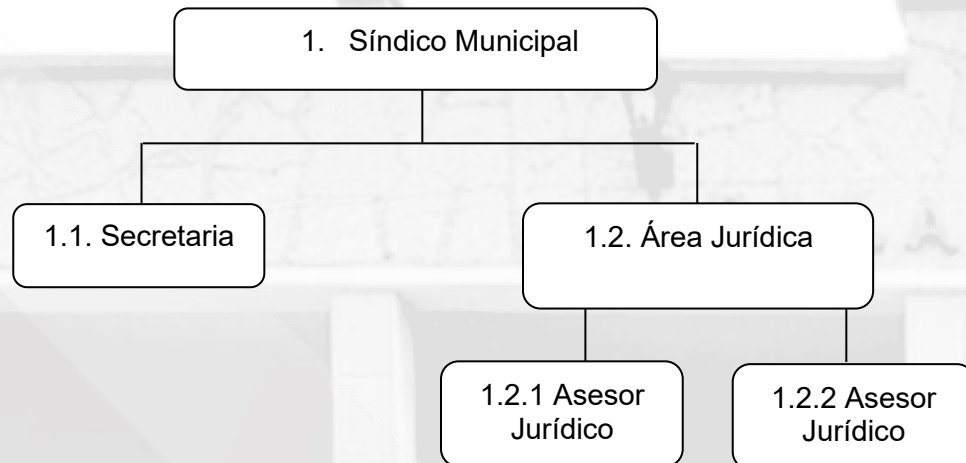 1. Síndico Municipal
1.1. Secretaria
1.2. Área Jurídica
1.2.1 Asesor
Jurídico
1.2.2 Asesor
Jurídico